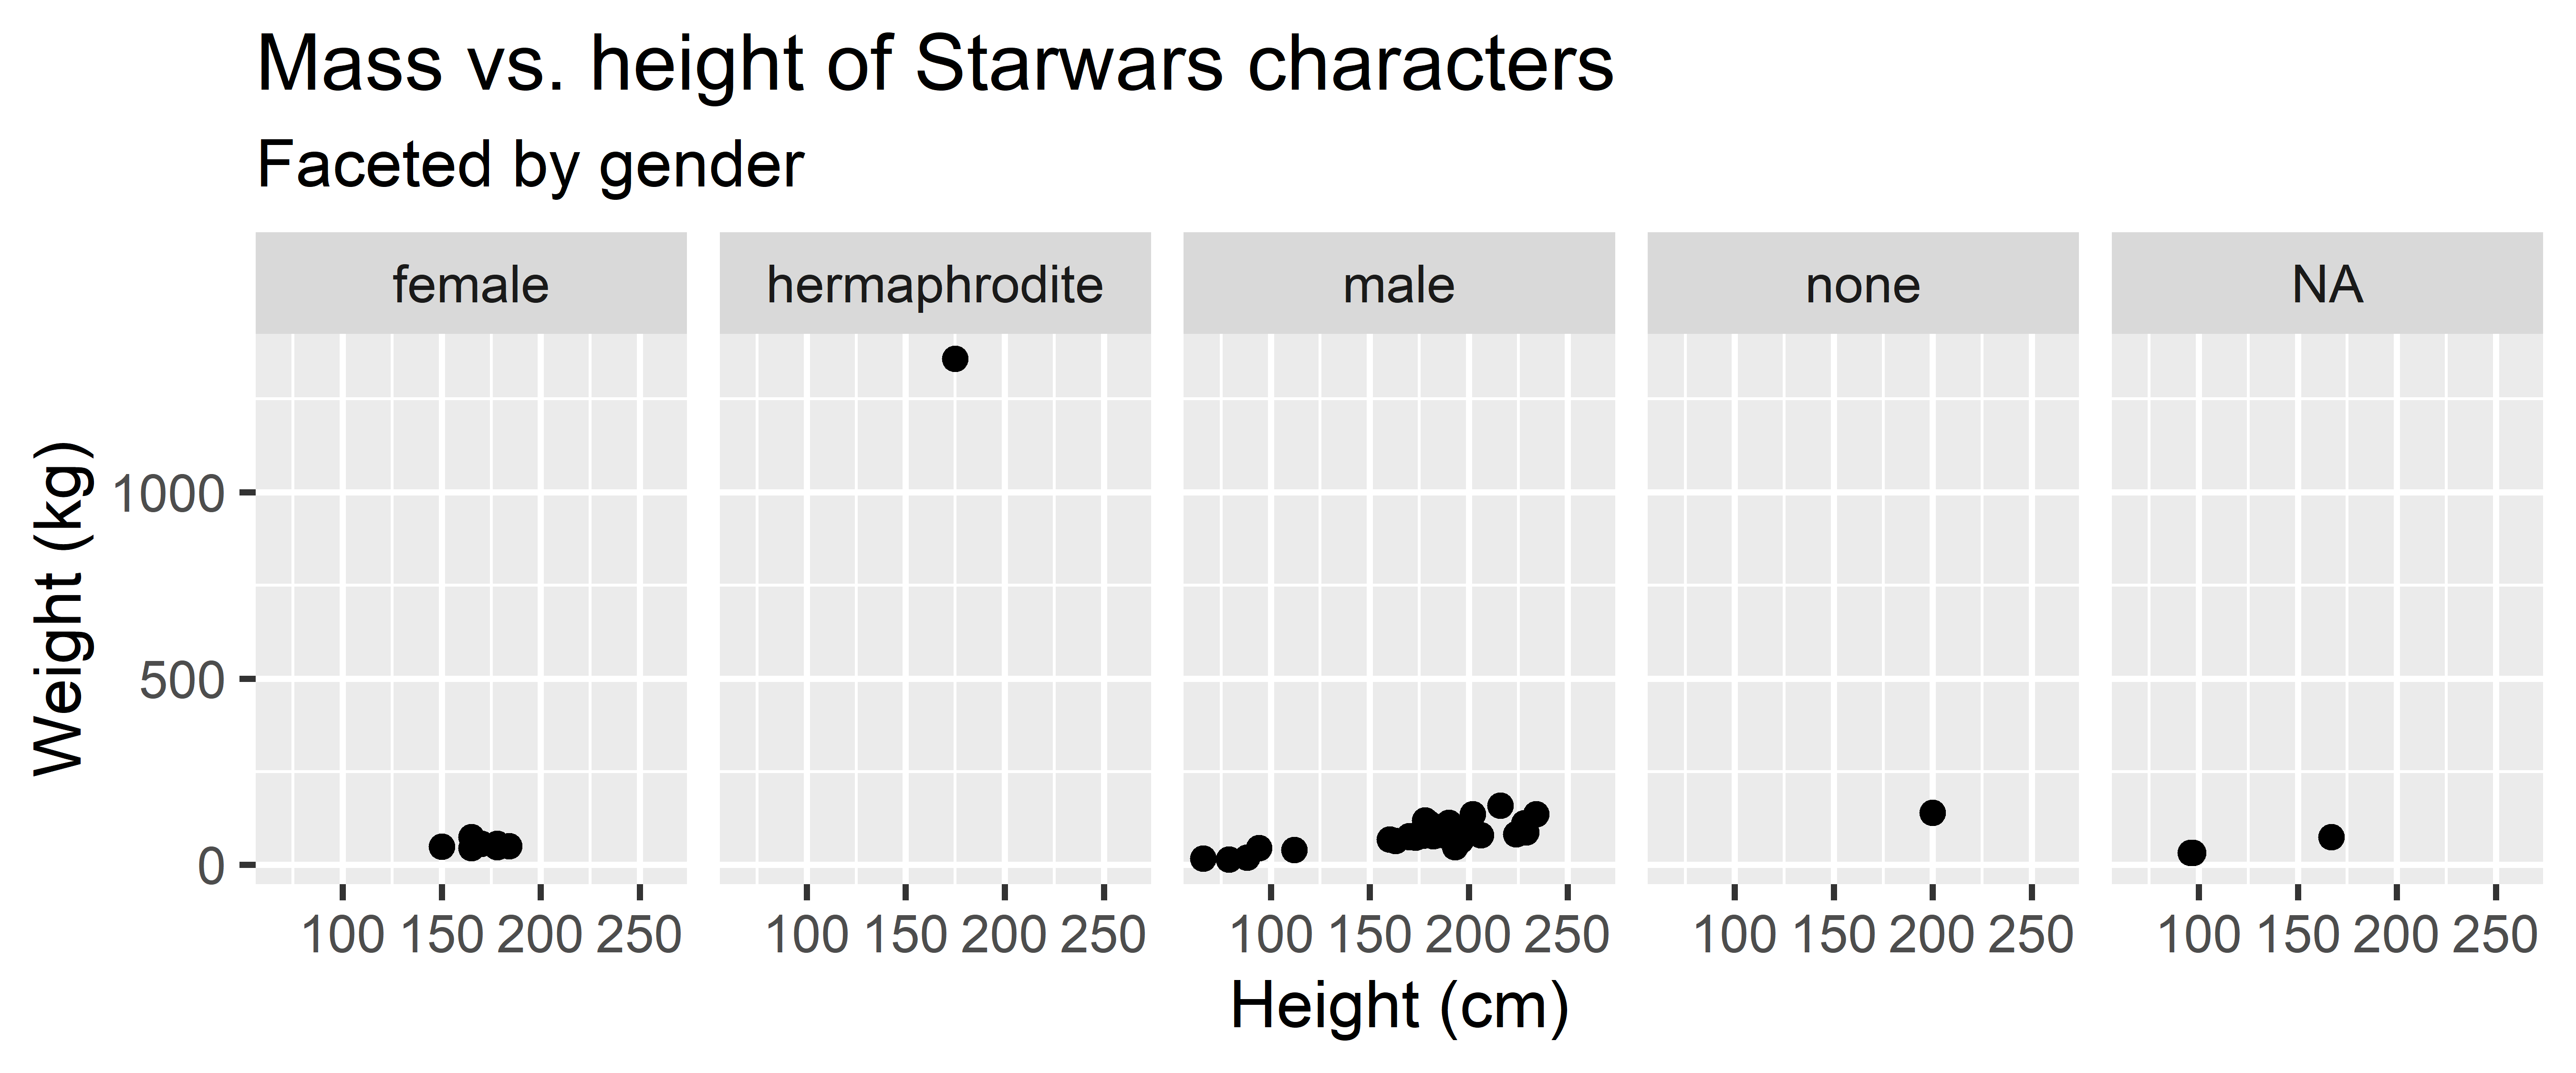 Mass vs. height of Starwars characters
Faceted by gender
female hermaphrodite male none NA
1000
500
0
Weight (kg)
100 150 200 250 100 150 200 250 100 150 200 250 100 150 200 250 100 150 200 250
Height (cm)